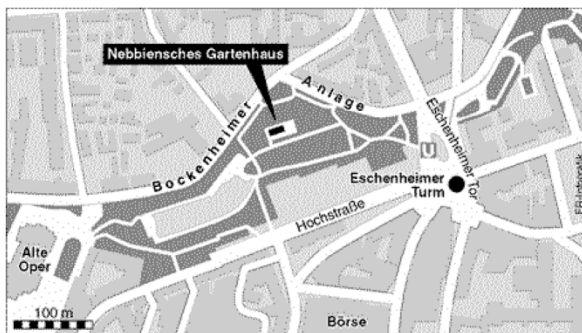 Nebbiensches Gartenhaus
Bockenheimer Anlage
Eschenheimer Tor
U
Eschenheimer
Turm
Hochstraße
Alte
Oper
100 m
Börse